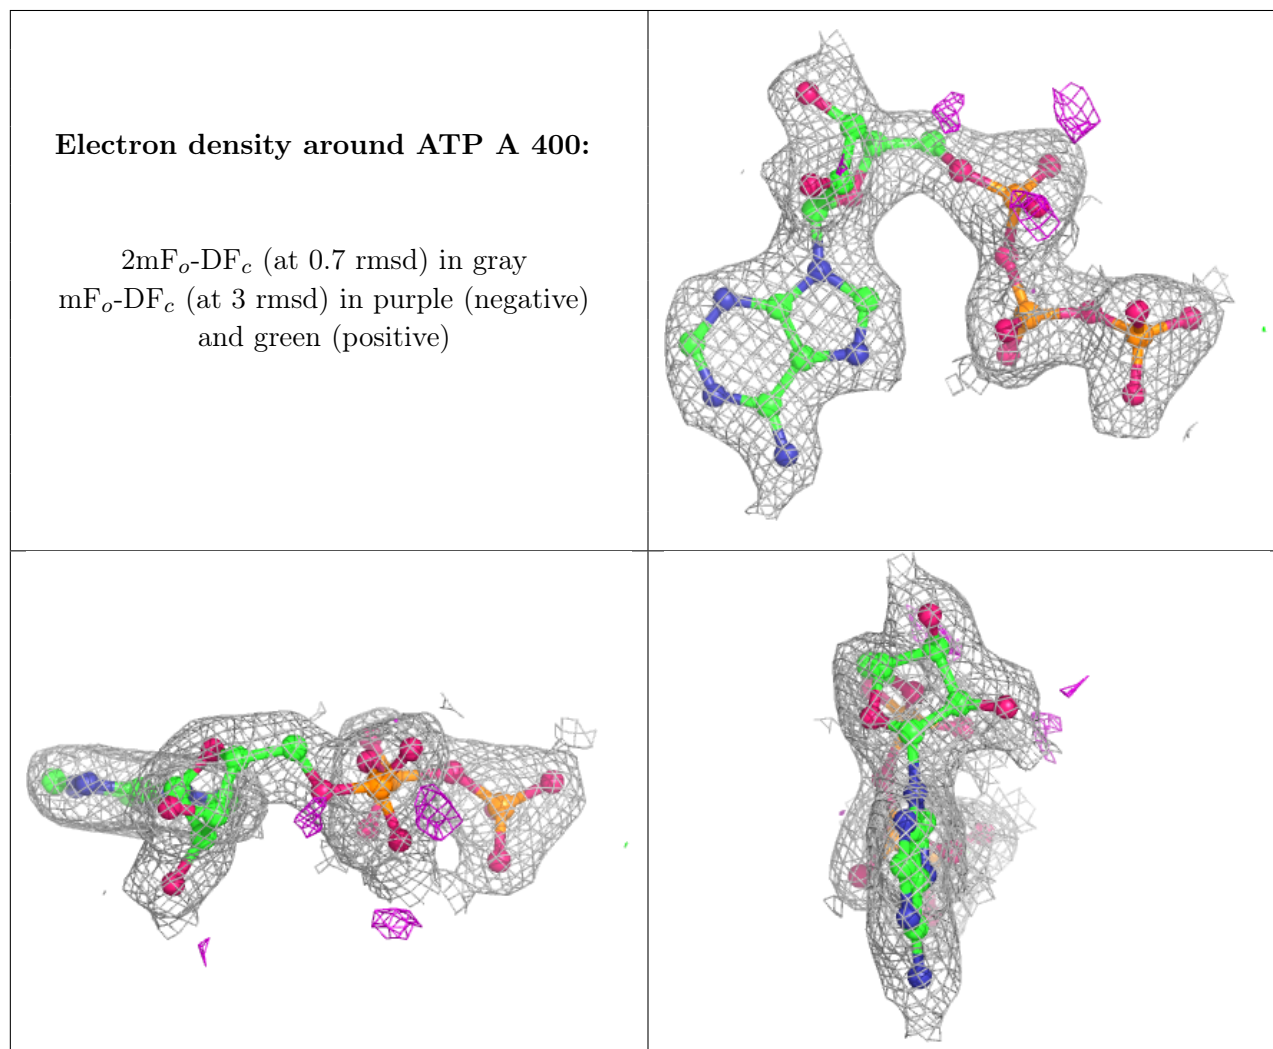 Electron density around ATP A 400:
2mFo-DFc (at 0.7 rmsd) in gray
mFo-DFc (at 3 rmsd) in purple (negative)
and green (positive)